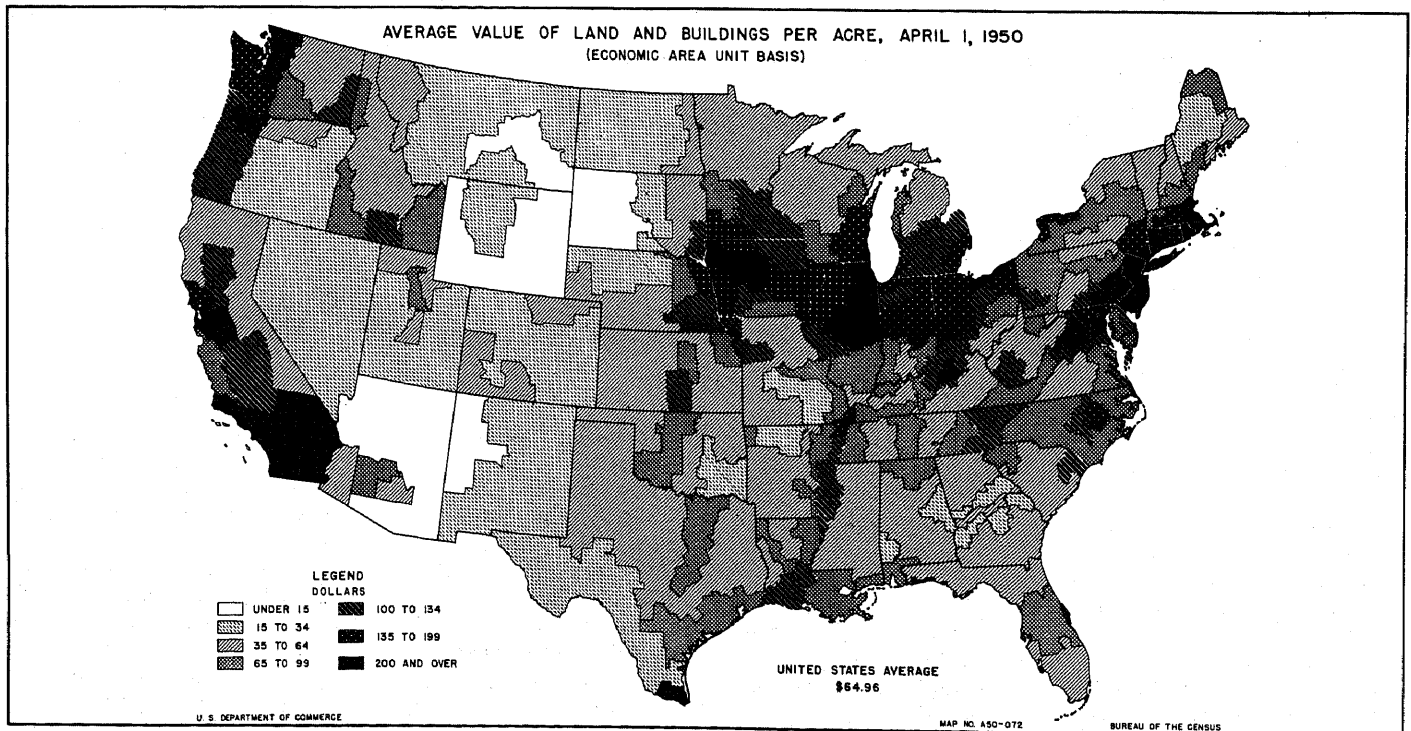 AVERAGE VALUE OF LAND AND BUILDINGS PER ACRE, APRIL 1, 1950
(ECONOMIC AREA UNIT BASIS)
LEGEND
DOLLARS
UNDER 15
15 TO 34
35 TO 64
65 TO 99
100 TO 134
135 TO 199
200 AND OVER
UNITED STATES AVERAGE
$64.96
U. S. DEPARTMENT OF COMMERCE
MAP NO. A50-072
BUREAU OF THE CENSUS